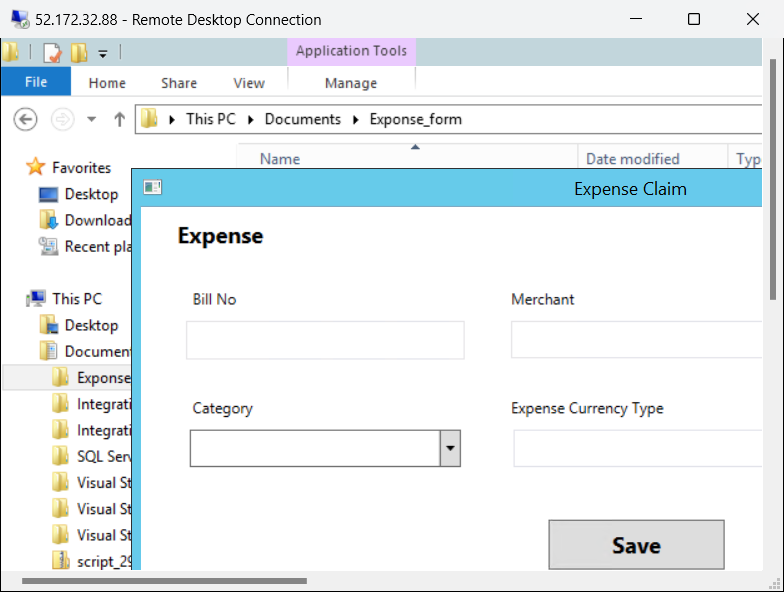 52.172.32.88 - Remote Desktop Connection
Application Tools
File Home Share View Manage
This PC Documents Exponse_form
Name Date modified Typ
Favorites
Desktop
Download
Recent pla
This PC
Desktop
Documen
Exponse
Integrati
Integrati
SQL Serv
Visual St
Visual St
Visual St
script_29
Expense Claim
Expense
Bill No Merchant
Category Expense Currency Type
Save